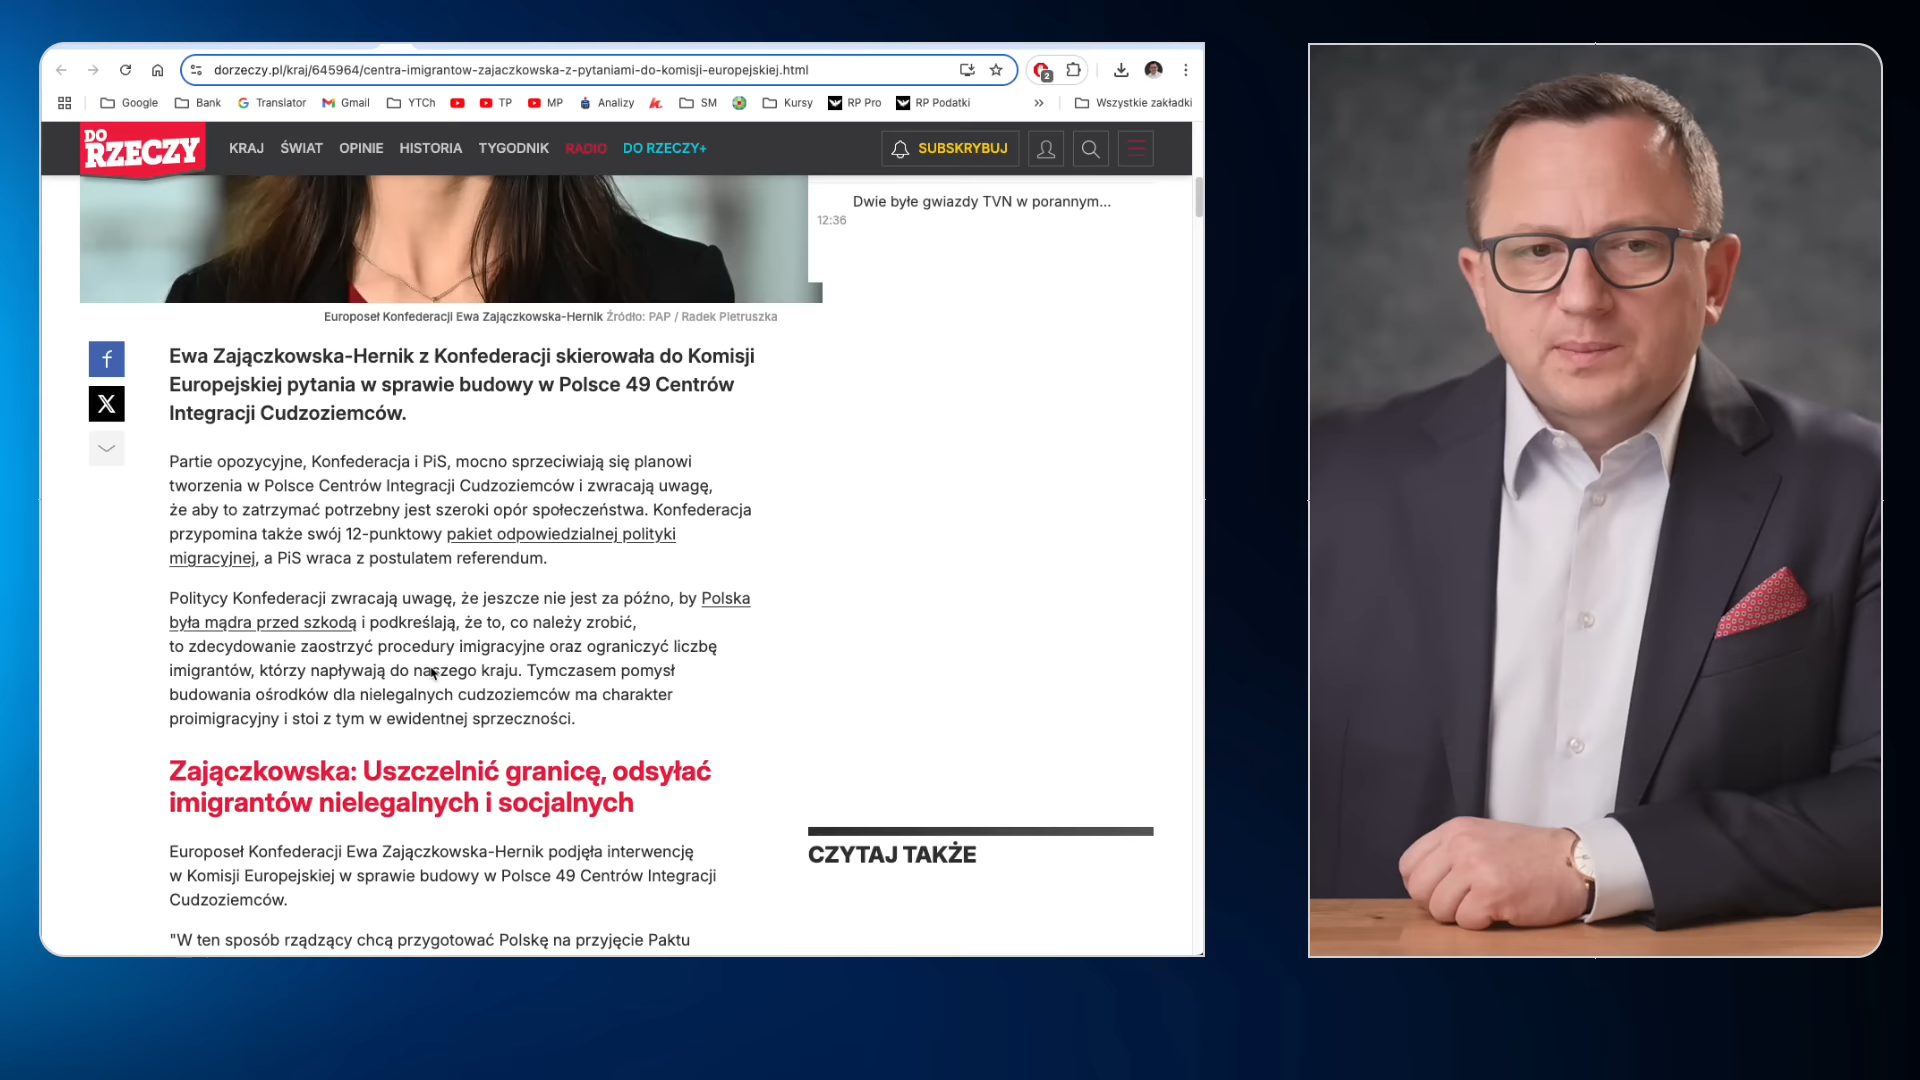 dorzeczy.pl/kraj/645964/centra-imigrantow-zajaczkowska-z-pytaniami-do-komisji-europejskiej.html
2
Google Bank Translator Gmail YTCh TP MP Analizy SM Kursy RP Pro RP Podatki » Wszystkie zakładki
DO
RZECZY
KRAJ ŚWIAT OPINIE HISTORIA TYGODNIK RADIO DO RZECZY+ SUBSKRYBUJ
Dwie byłe gwiazdy TVN w porannym...
12:36
Europoseł Konfederacji Ewa Zajączkowska-Hernik Źródło: PAP / Radek Pietruszka
Ewa Zajączkowska-Hernik z Konfederacji skierowała do Komisji
Europejskiej pytania w sprawie budowy w Polsce 49 Centrów
Integracji Cudzoziemców.
Partie opozycyjne, Konfederacja i PiS, mocno sprzeciwiają się planowi
tworzenia w Polsce Centrów Integracji Cudzoziemców i zwracają uwagę,
że aby to zatrzymać potrzebny jest szeroki opór społeczeństwa. Konfederacja
przypomina także swój 12-punktowy pakiet odpowiedzialnej polityki
migracyjnej, a PiS wraca z postulatem referendum.
Politycy Konfederacji zwracają uwagę, że jeszcze nie jest za późno, by Polska
była mądra przed szkodą i podkreślają, że to, co należy zrobić,
to zdecydowanie zaostrzyć procedury imigracyjne oraz ograniczyć liczbę
imigrantów, którzy napływają do naszego kraju. Tymczasem pomysł
budowania ośrodków dla nielegalnych cudzoziemców ma charakter
proimigracyjny i stoi z tym w ewidentnej sprzeczności.
Zajączkowska: Uszczelnić granicę, odsyłać
imigrantów nielegalnych i socjalnych
Europoseł Konfederacji Ewa Zajączkowska-Hernik podjęła interwencję
w Komisji Europejskiej w sprawie budowy w Polsce 49 Centrów Integracji
Cudzoziemców.
"W ten sposób rządzący chcą przygotować Polskę na przyjęcie Paktu
CZYTAJ TAKŻE